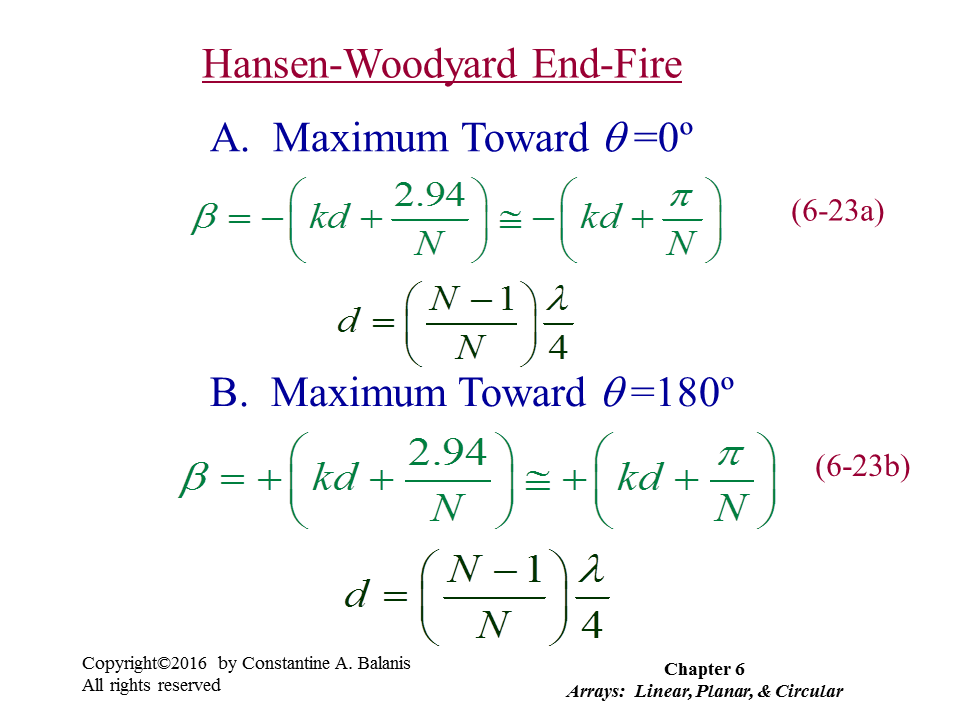 Hansen-Woodyard End-Fire
A. Maximum Toward θ =0º
β = −(kd + 2.94/N) ≅ −(kd + π/N) (6-23a)
d = ((N − 1)/N) λ/4
B. Maximum Toward θ =180º
β = +(kd + 2.94/N) ≅ +(kd + π/N) (6-23b)
d = ((N − 1)/N) λ/4
Copyright©2016 by Constantine A. Balanis
All rights reserved
Chapter 6
Arrays: Linear, Planar, & Circular